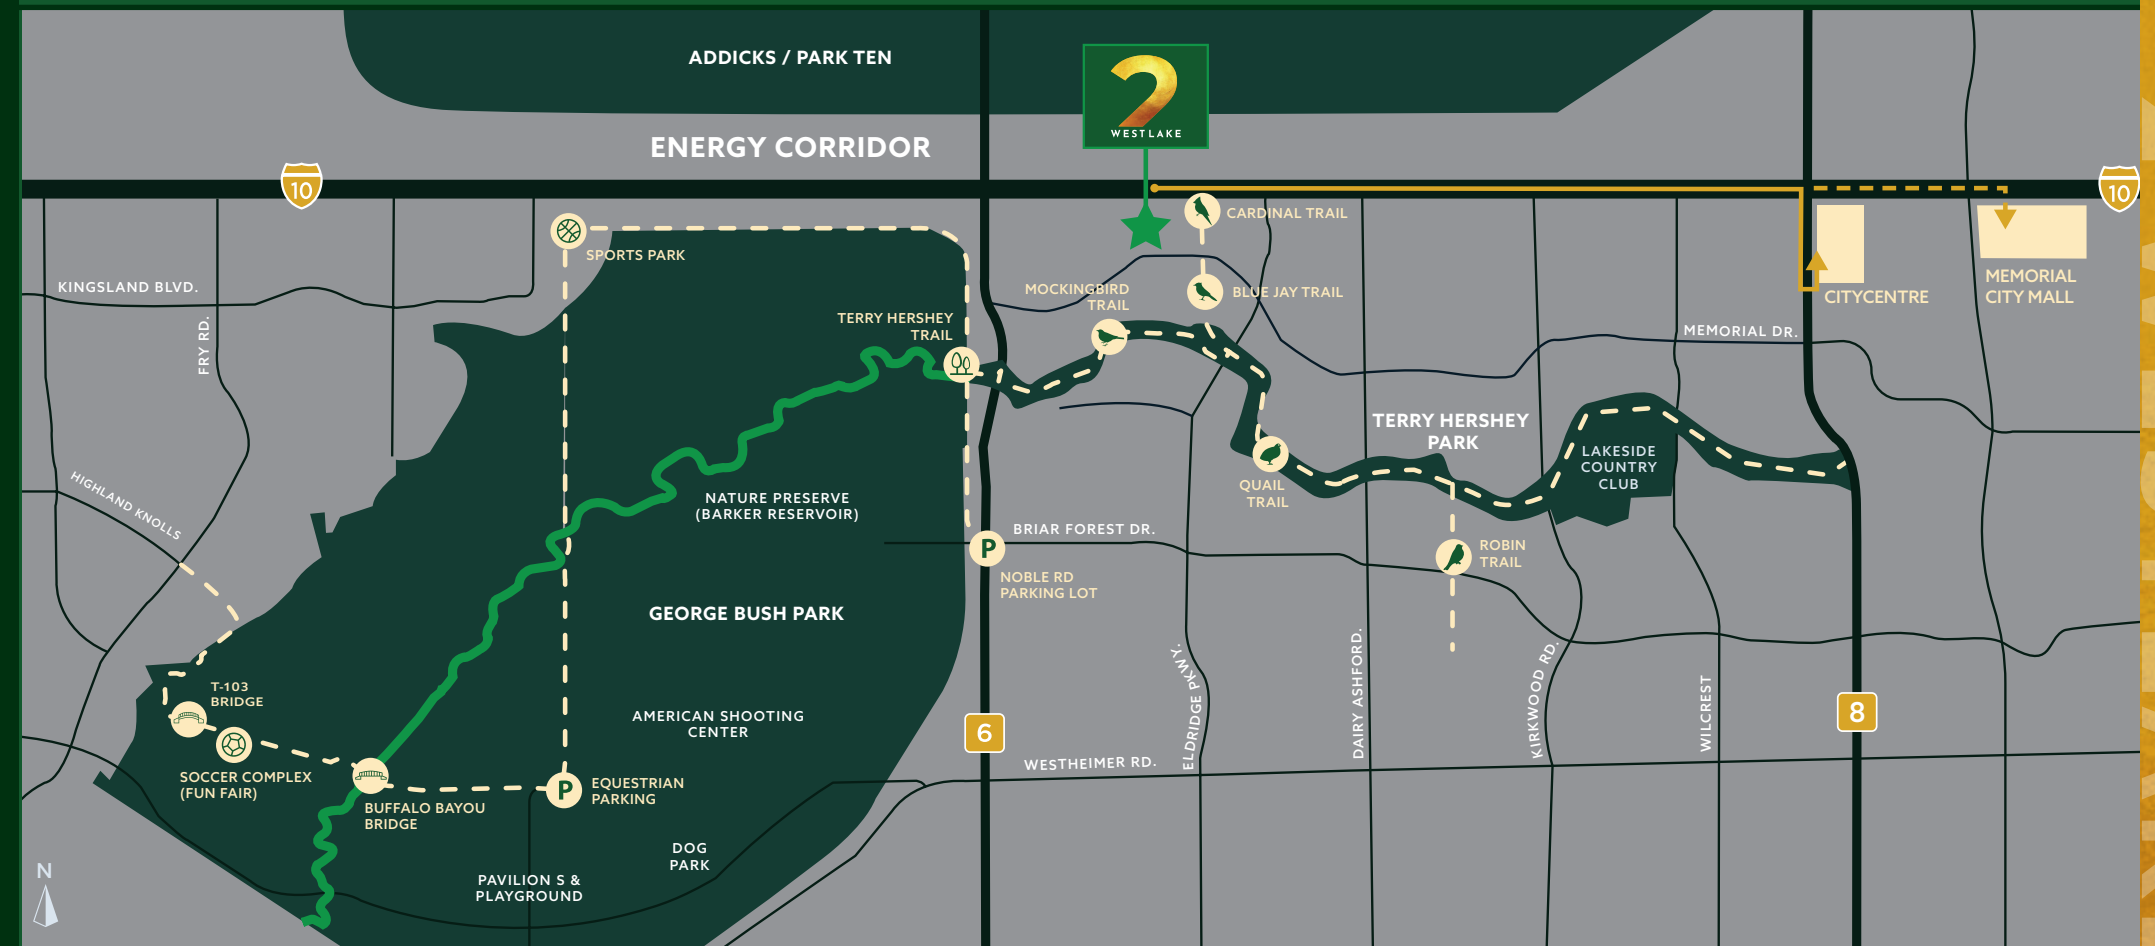 ADDICKS / PARK TEN
2
WESTLAKE
ENERGY CORRIDOR
10
10
CARDINAL TRAIL
SPORTS PARK
KINGSLAND BLVD.
MOCKINGBIRD
TRAIL
BLUE JAY TRAIL
CITYCENTRE
MEMORIAL
CITY MALL
FRY RD.
TERRY HERSHEY
TRAIL
MEMORIAL DR.
TERRY HERSHEY
PARK
LAKESIDE
COUNTRY
CLUB
HIGHLAND KNOLLS
NATURE PRESERVE
(BARKER RESERVOIR)
QUAIL
TRAIL
BRIAR FOREST DR.
P
NOBLE RD
PARKING LOT
ROBIN
TRAIL
GEORGE BUSH PARK
T-103
BRIDGE
AMERICAN SHOOTING
CENTER
6
ELDRIDGE PKWY.
DAIRY ASHFORD.
KIRKWOOD RD.
WILCREST
8
WESTHEIMER RD.
SOCCER COMPLEX
(FUN FAIR)
BUFFALO BAYOU
BRIDGE
P
EQUESTRIAN
PARKING
DOG
PARK
PAVILION S &
PLAYGROUND
N